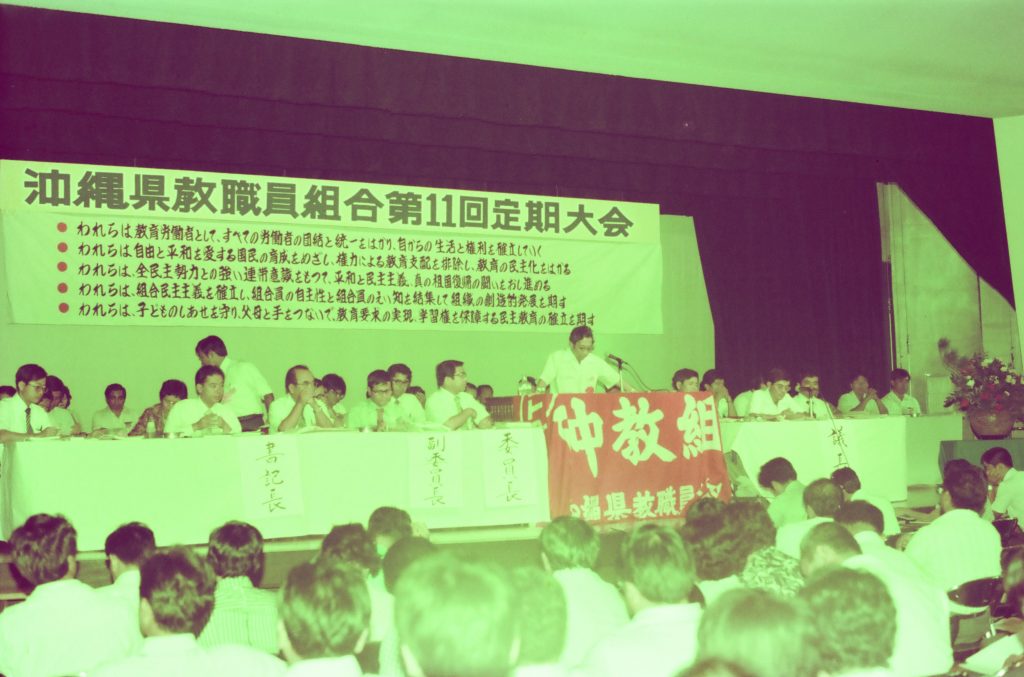 沖縄県教職員組合第11回定期大会
われらは、教育労働者として、すべての労働者の団結と統一をはかり、自からの生活と権利を確立していく
われらは、自由と平和を愛する国民の育成をめざし、権力による教育支配を排除し、教育の民主化をはかる
われらは、全民主勢力との強い連帯意識をもって、平和と民主主義、真の祖国復帰の闘いをおし進める
われらは、組合民主主義を確立し、組合員の自主性と組合員のえい知を結集して組織の創造的発展を期す
われらは、子どものしあせを守り、父母と手をつないで、教育要求の実現、学習権を保障する民主教育の確立を期す
書記長
副委員長
委員長
沖教組
縄県教職員
議長